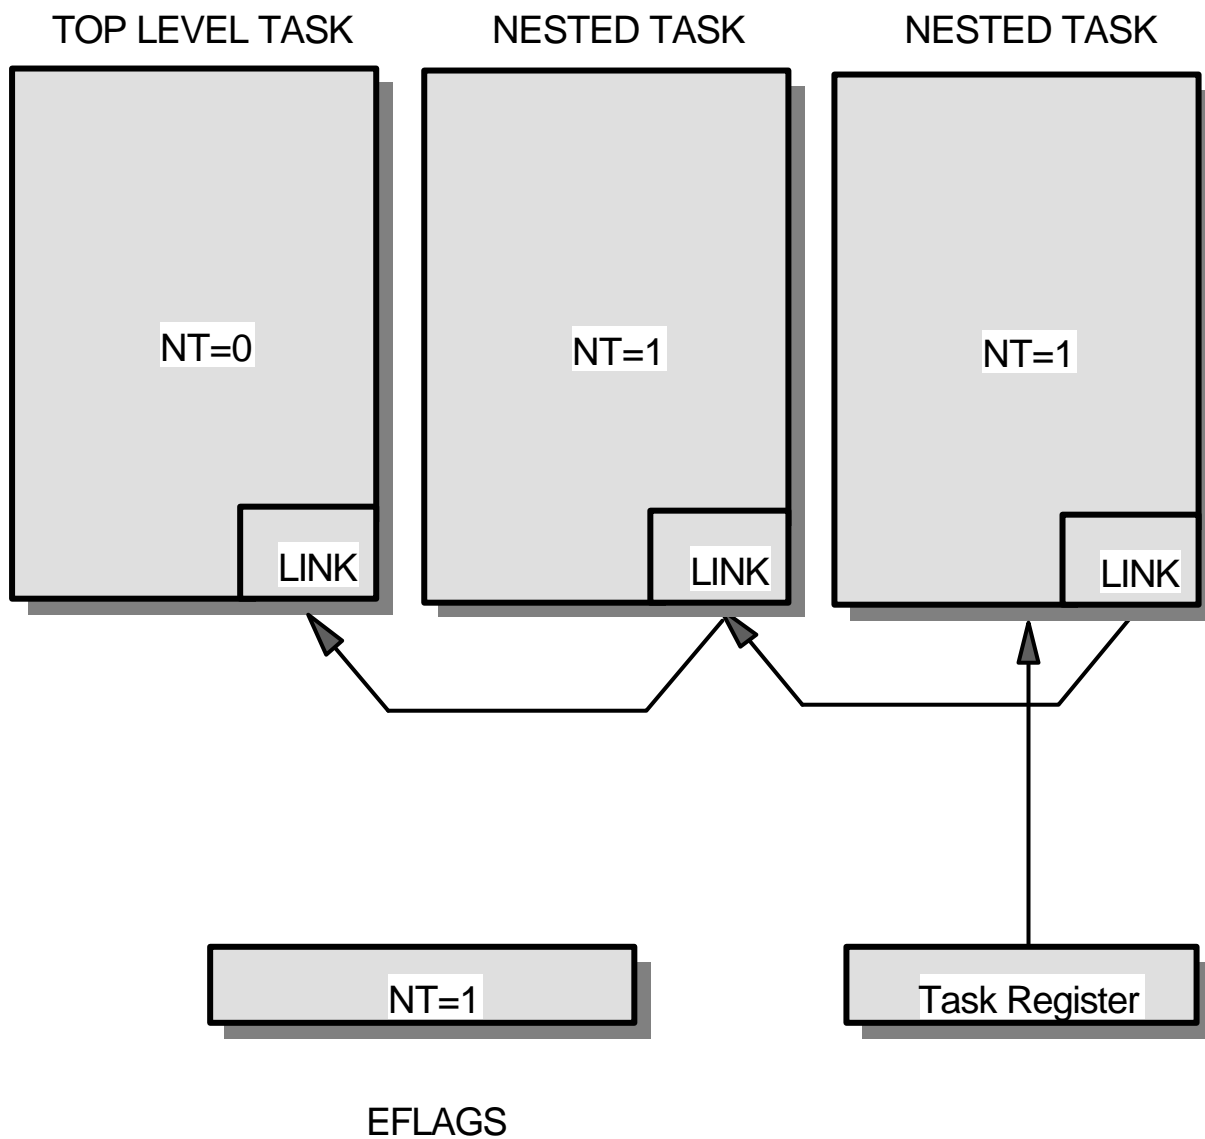 TOP LEVEL TASK
NESTED TASK
NESTED TASK
NT=0
NT=1
NT=1
LINK
LINK
LINK
NT=1
Task Register
EFLAGS